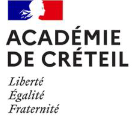 ACADÉMIE
DE CRÉTEIL
Liberté
Égalité
Fraternité